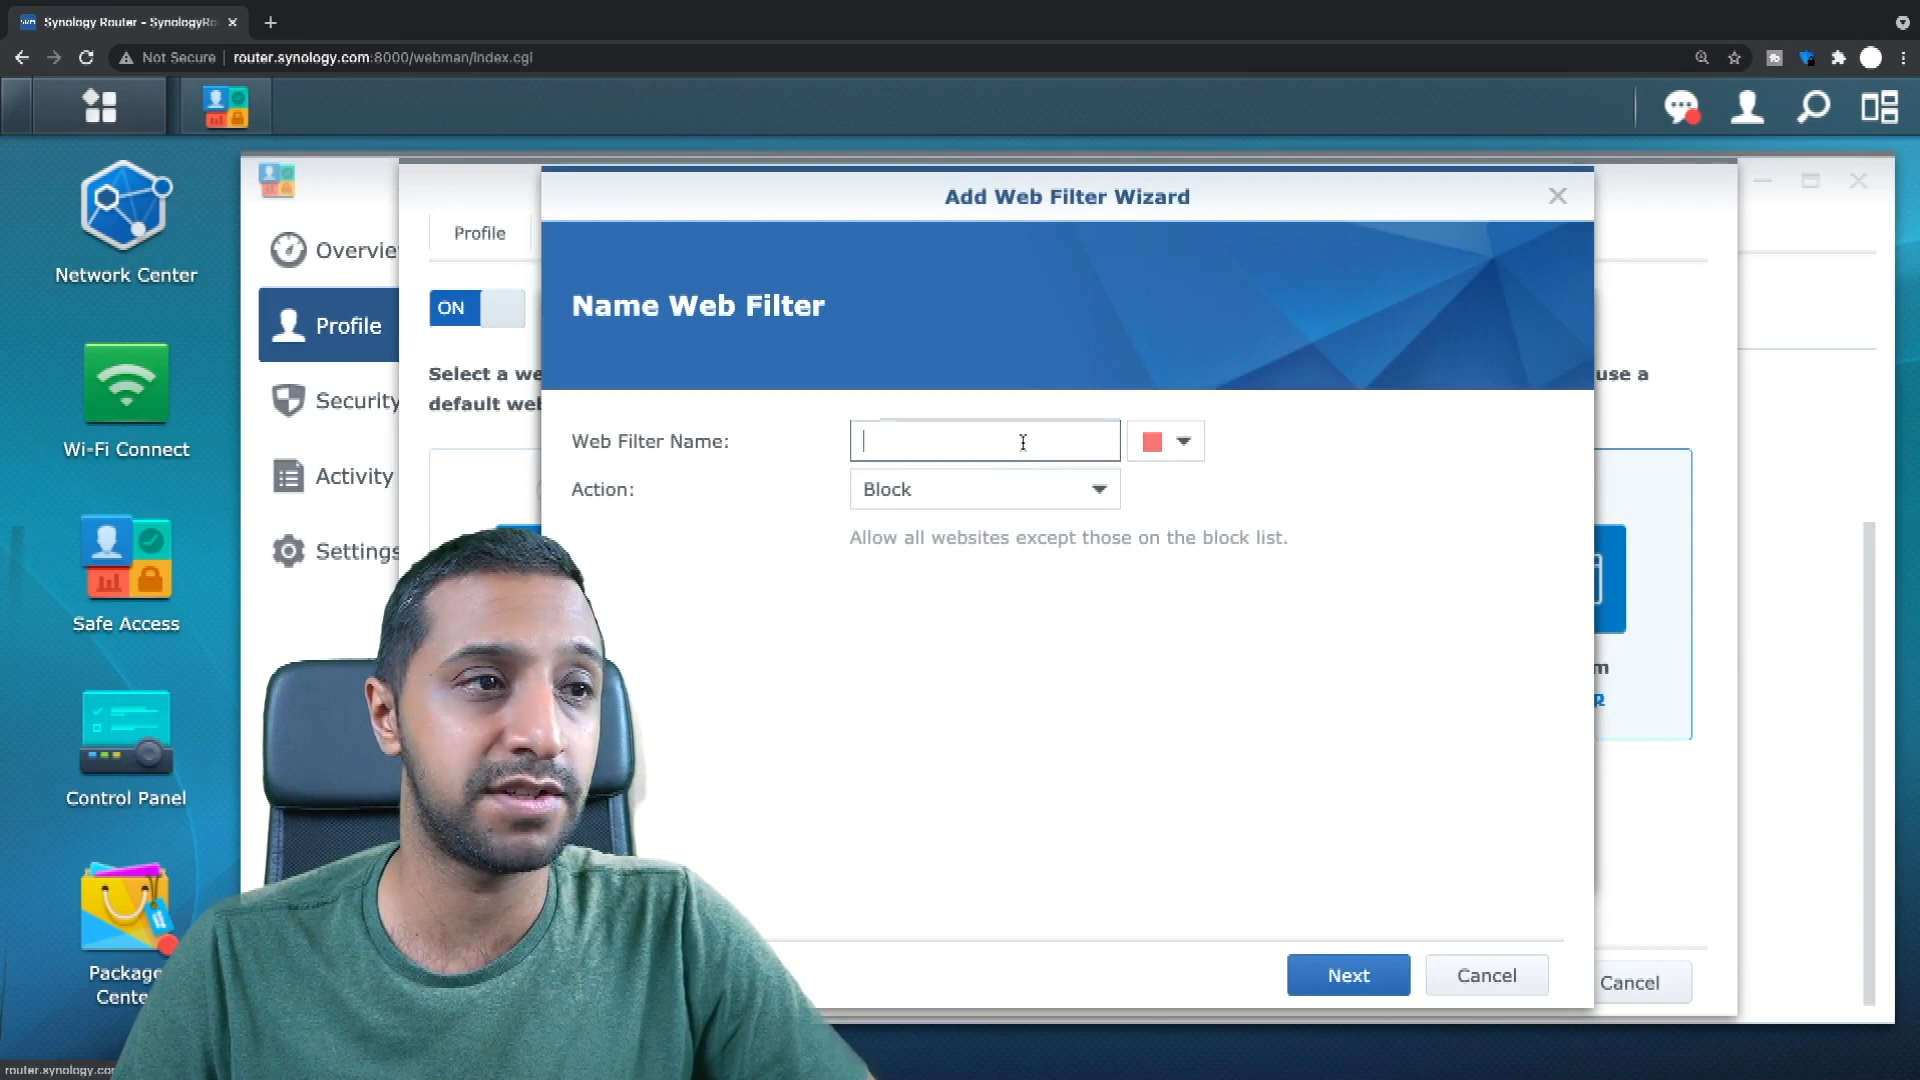 Synology Router - SynologyRo
Not Secure
router.synology.com:8000/webman/index.cgi
Network Center
Wi-Fi Connect
Safe Access
Control Panel
Package
Cente
Overvie
Profile
Security
Activity
Settings
Profile
ON
Select a we
default wel
use a
m
Cancel
Add Web Filter Wizard
Name Web Filter
Web Filter Name:
Action:
Block
Allow all websites except those on the block list.
Next
Cancel
router.synology.co